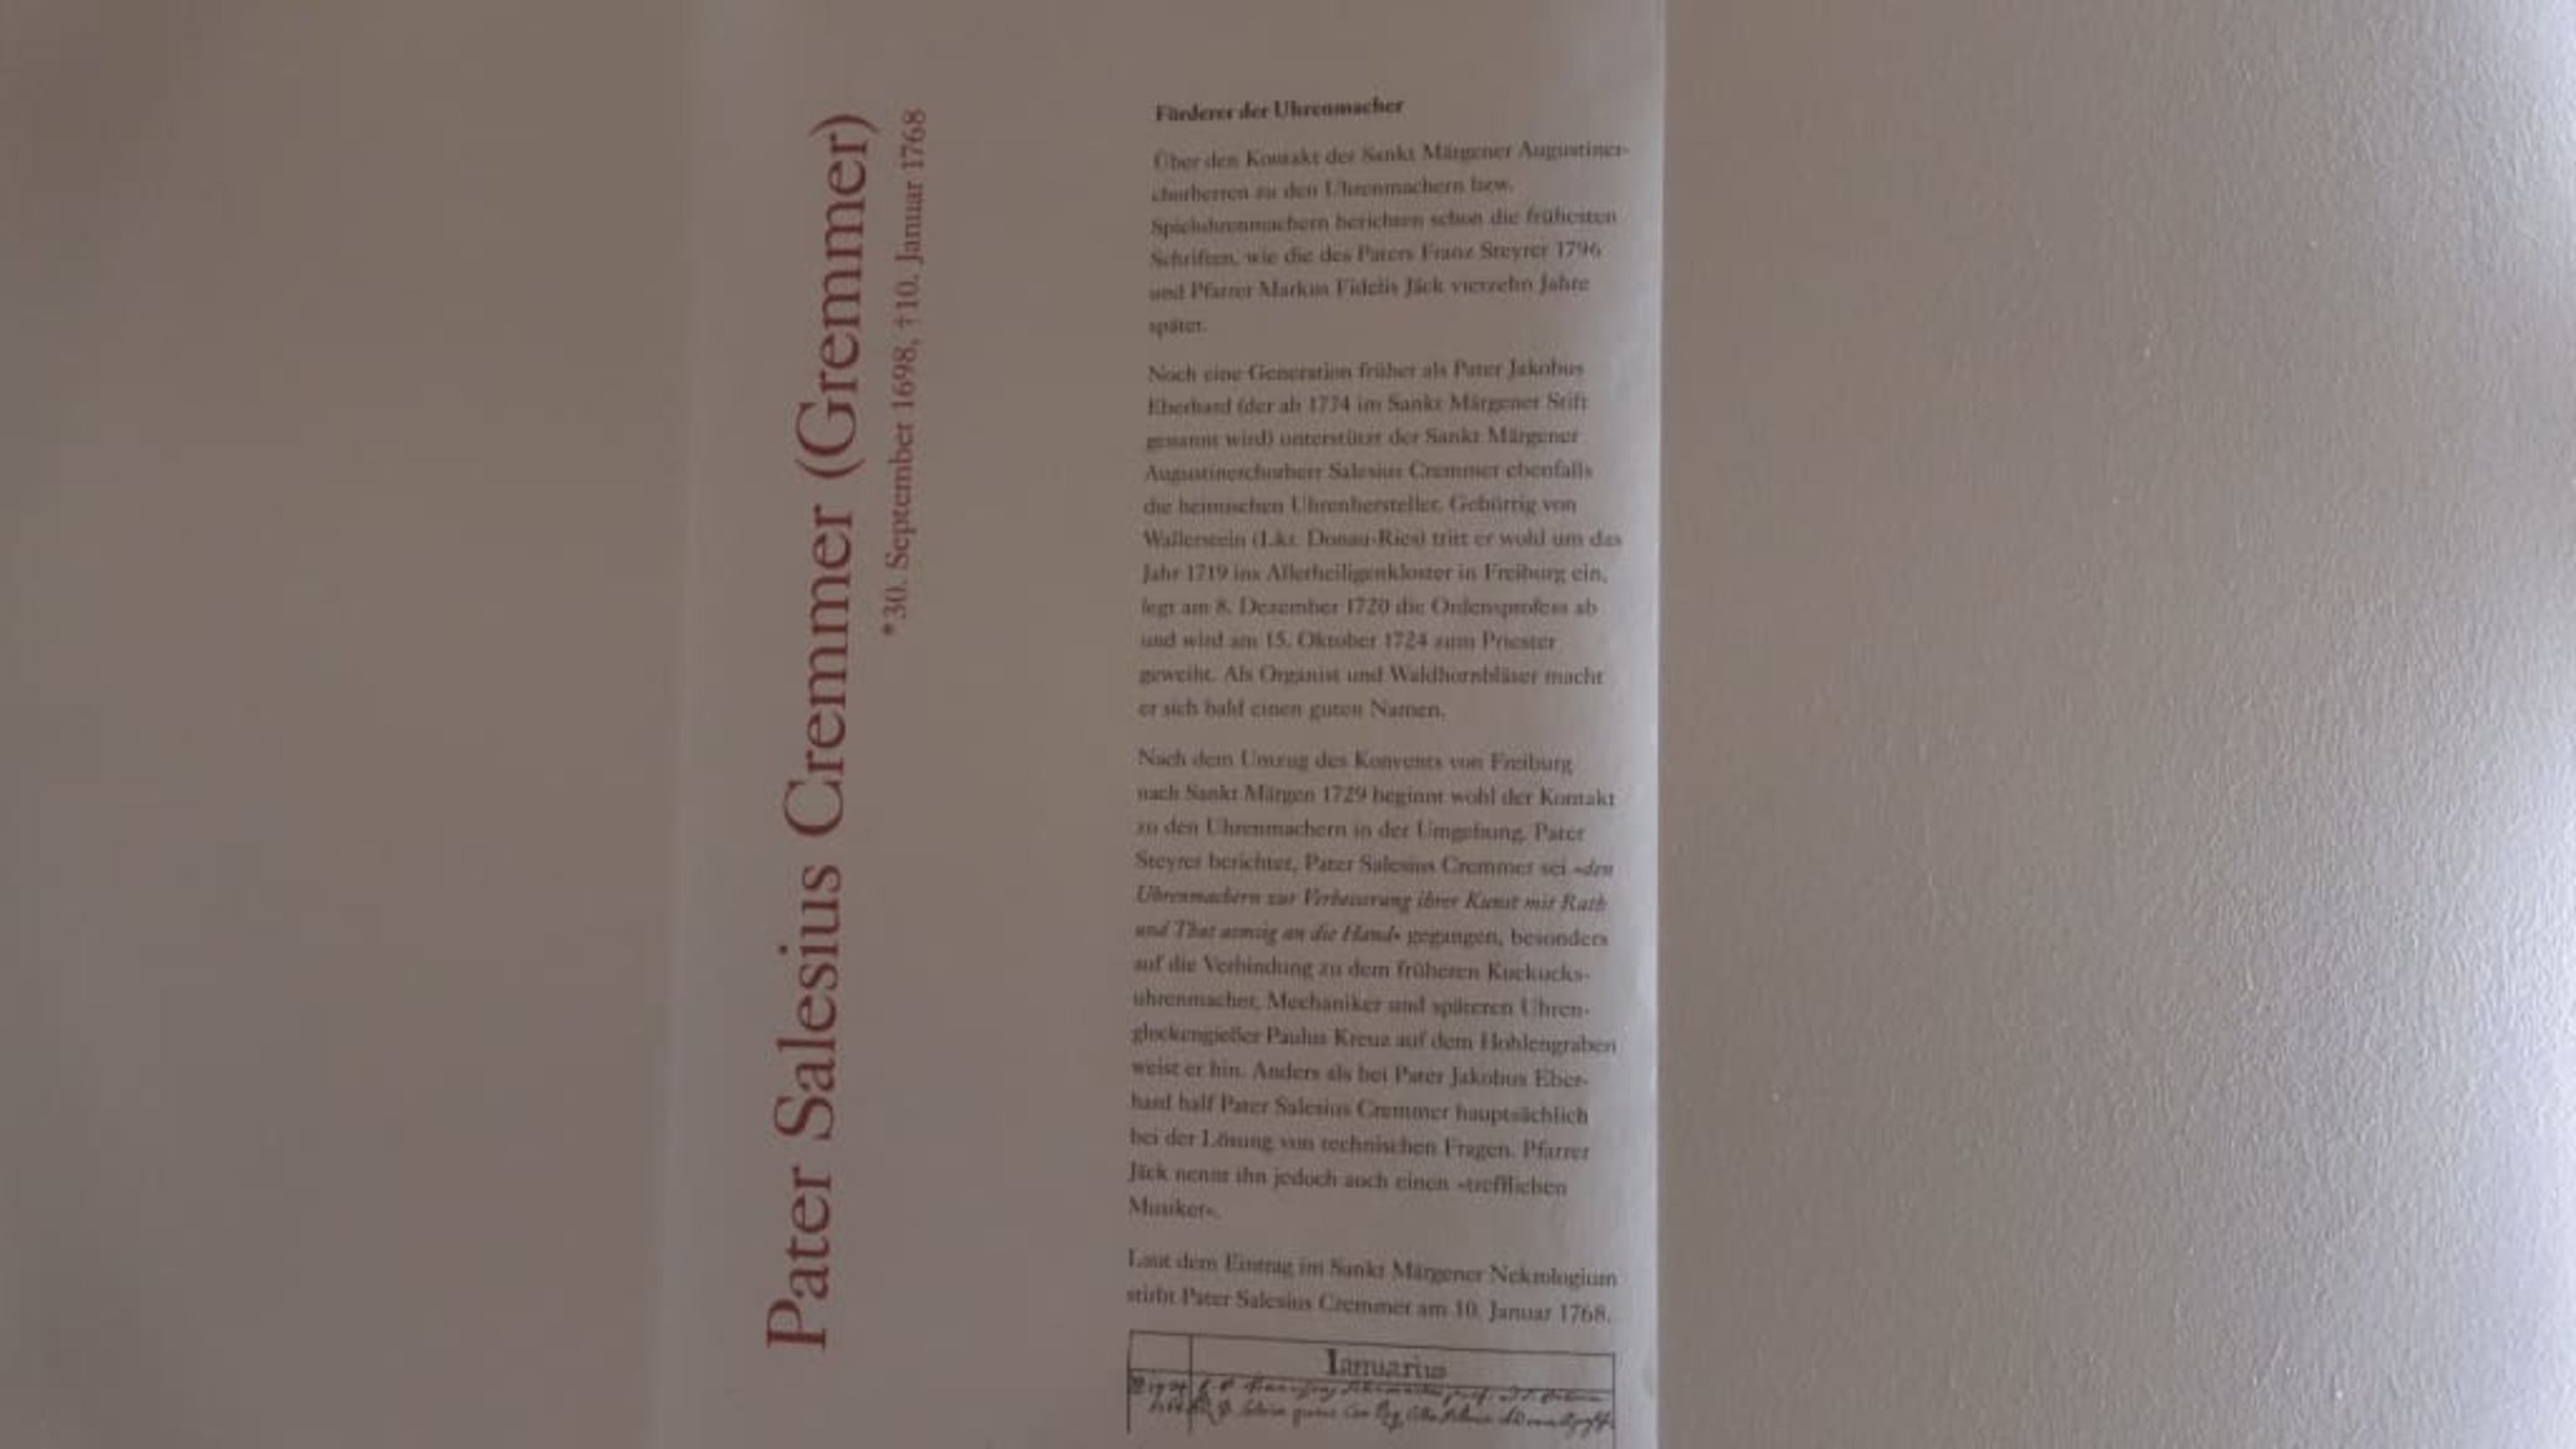 Pater Salesius Cremmer (Gremmer)
*30. September 1698, †10. Januar 1768
Förderer der Uhrenmacher
Über den Kontakt der Sankt Märgener Augustiner-
chorherren zu den Uhrenmachern bzw.
Spieluhrenmachern berichten schon die frühesten
Schriften, wie die des Paters Franz Steyrer 1796
und Pfarrer Markus Fidelis Jäck vierzehn Jahre
später.
Noch eine Generation früher als Pater Jakobus
Eberhard (der ab 1774 im Sankt Märgener Stift
genannt wird) unterstützt der Sankt Märgener
Augustinerchorherr Salesius Cremmer ebenfalls
die heimischen Uhrenhersteller. Gebürtig von
Wallerstein (Lkr. Donau-Ries) tritt er wohl um das
Jahr 1719 ins Allerheiligenkloster in Freiburg ein,
legt am 8. Dezember 1720 die Ordensprofess ab
und wird am 15. Oktober 1724 zum Priester
geweiht. Als Organist und Waldhornbläser macht
er sich bald einen guten Namen.
Nach dem Umzug des Konvents von Freiburg
nach Sankt Märgen 1729 beginnt wohl der Kontakt
zu den Uhrenmachern in der Umgebung. Pater
Steyrer berichtet, Pater Salesius Cremmer sei »den
Uhrenmachern zur Verbesserung ihrer Kunst mit Rath
und That aemsig an die Hand« gegangen, besonders
auf die Verbindung zu dem früheren Kuckucks-
uhrenmacher, Mechaniker und späteren Uhren-
glockengießer Paulus Kreuz auf dem Hohlengraben
weist er hin. Anders als bei Pater Jakobus Eber-
hard half Pater Salesius Cremmer hauptsächlich
bei der Lösung von technischen Fragen. Pfarrer
Jäck nennt ihn jedoch auch einen »trefflichen
Musiker«.
Laut dem Eintrag im Sankt Märgener Nekrologium
stirbt Pater Salesius Cremmer am 10. Januar 1768.
Ianuarius